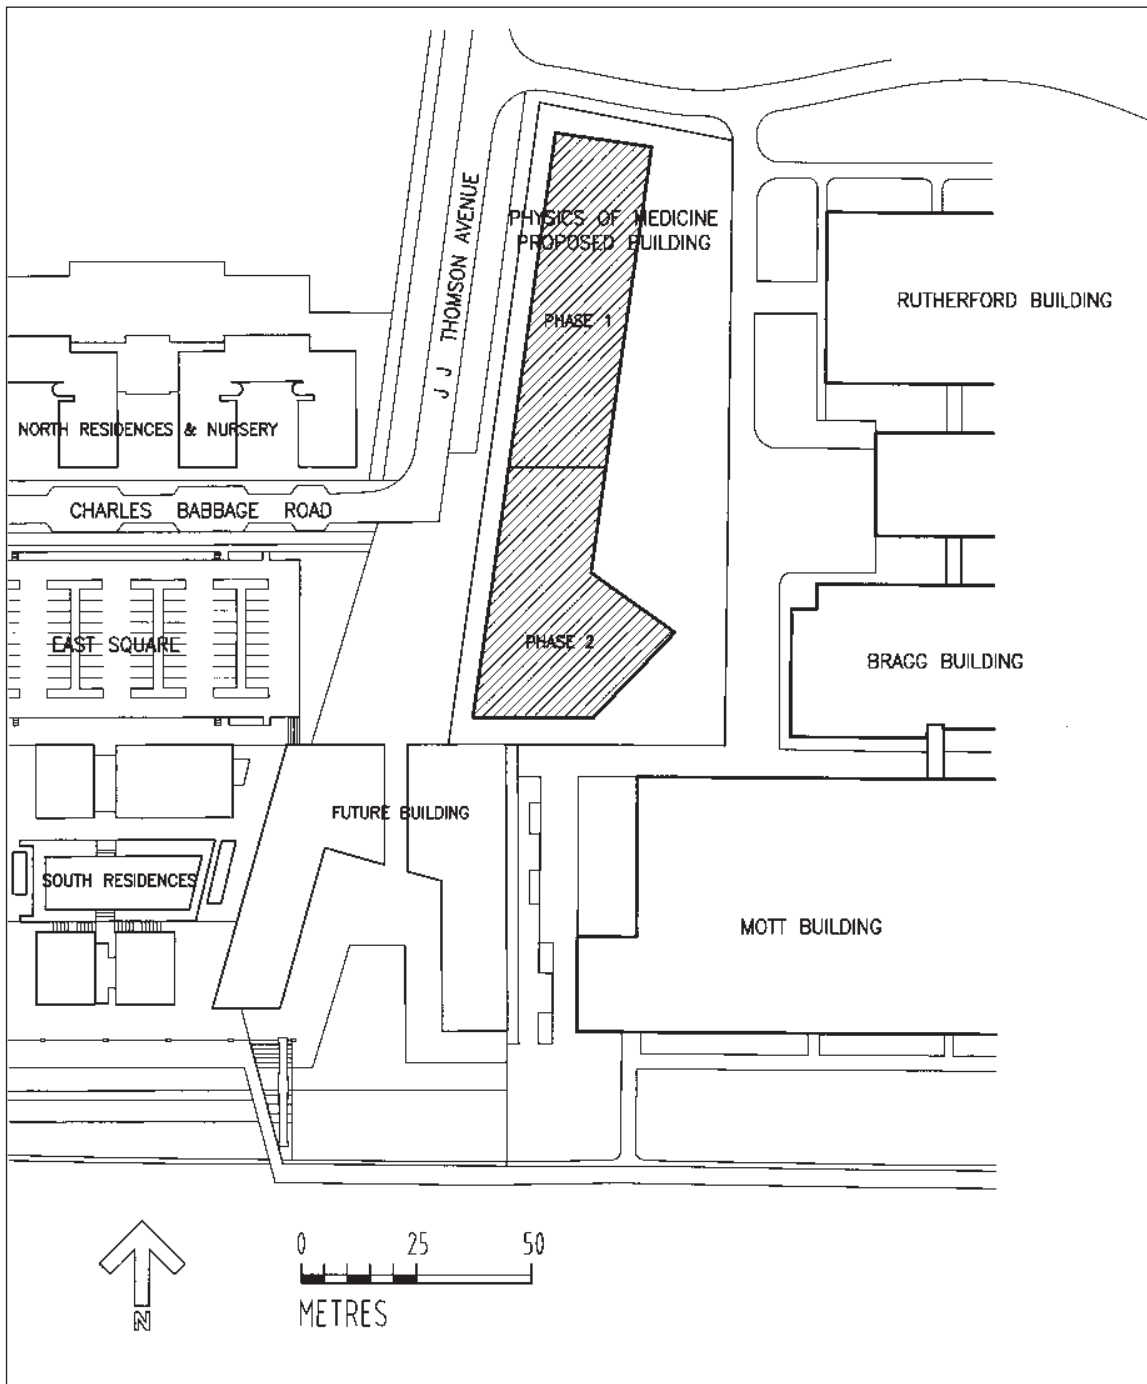 J J THOMSON AVENUE
PHYSICS OF MEDICINE
PROPOSED BUILDING
RUTHERFORD BUILDING
PHASE 1
NORTH RESIDENCES & NURSERY
CHARLES BABBAGE ROAD
EAST SQUARE
PHASE 2
BRAGG BUILDING
FUTURE BUILDING
SOUTH RESIDENCES
MOTT BUILDING
0 25 50
METRES
N